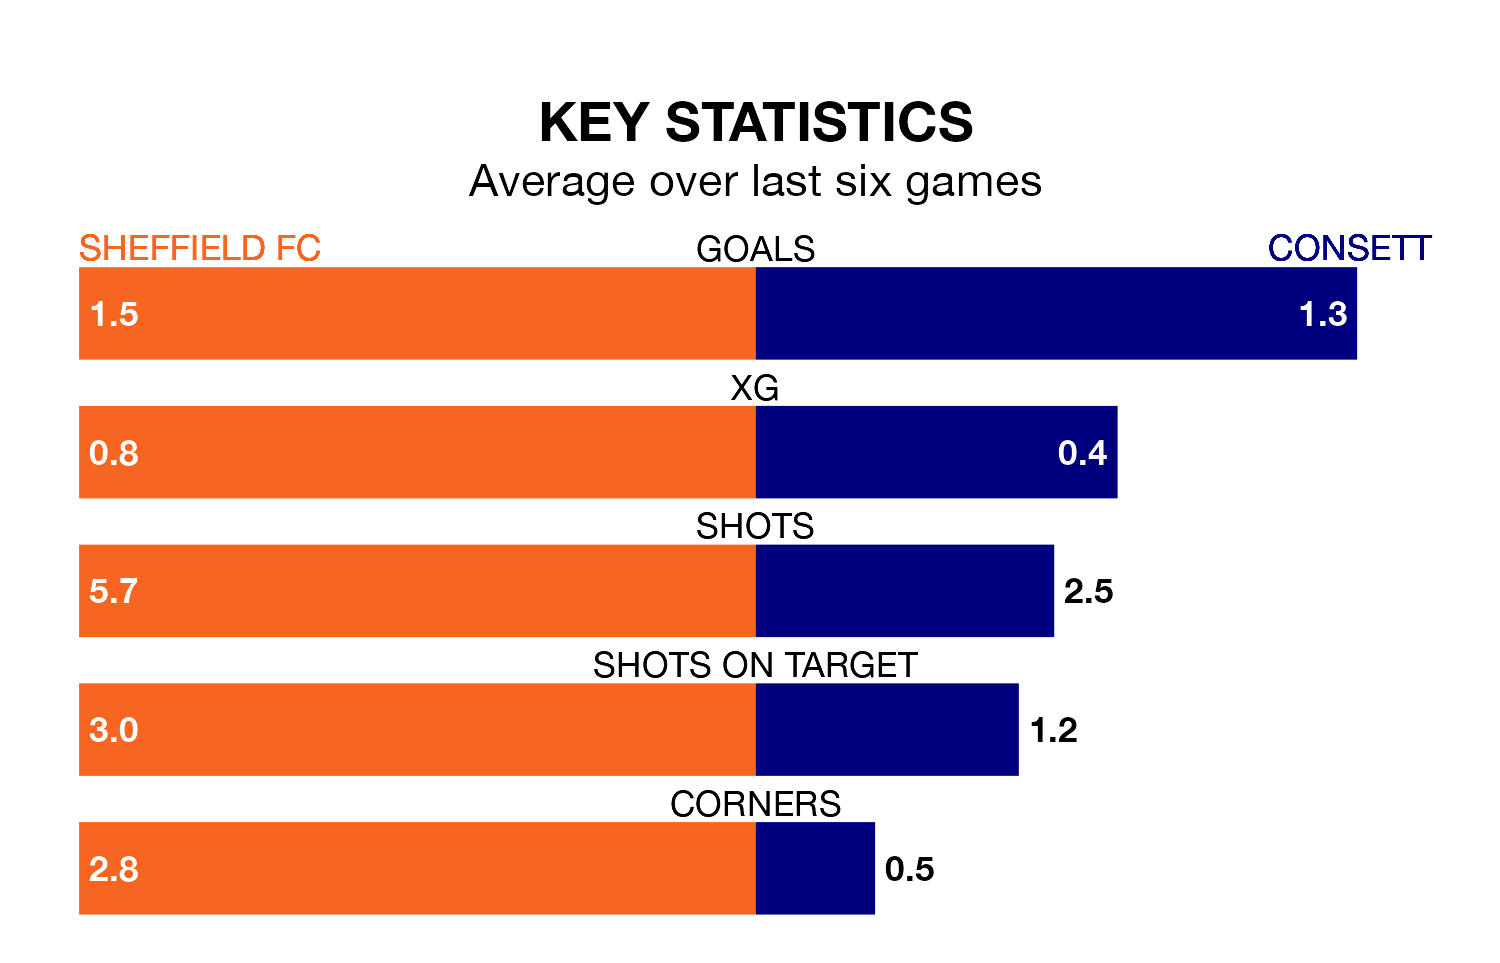 KEY STATISTICS
Average over last six games
SHEFFIELD FC GOALS CONSETT
1.5 1.3
XG
0.8 0.4
SHOTS
5.7 2.5
SHOTS ON TARGET
3.0 1.2
CORNERS
2.8 0.5